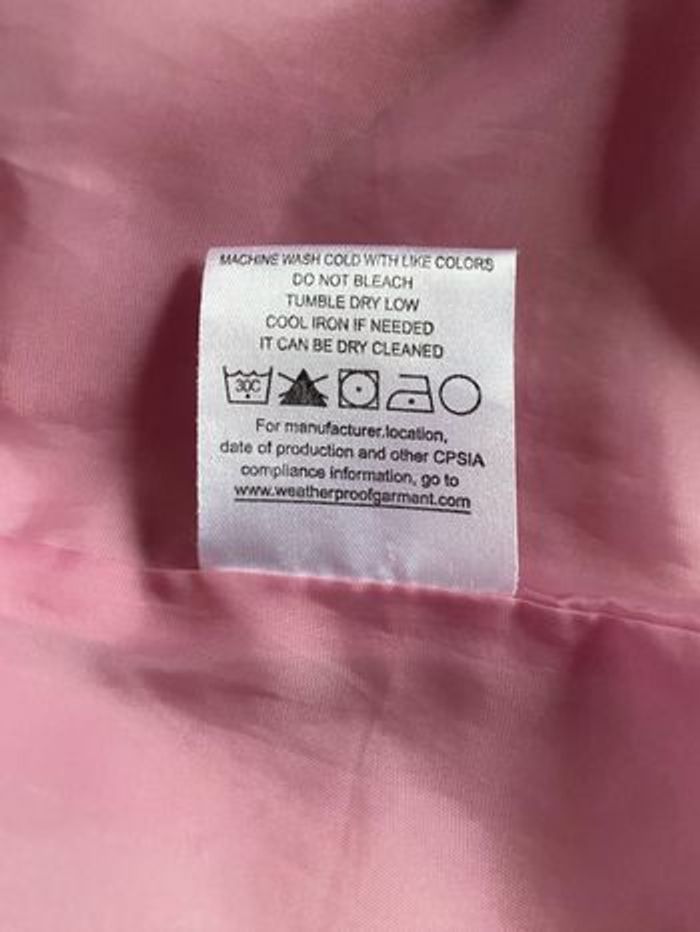 MACHINE WASH COLD WITH LIKE COLORS
DO NOT BLEACH
TUMBLE DRY LOW
COOL IRON IF NEEDED
IT CAN BE DRY CLEANED
30C
For manufacturer,location,
date of production and other CPSIA
compliance information, go to
www.weatherproofgarment.com